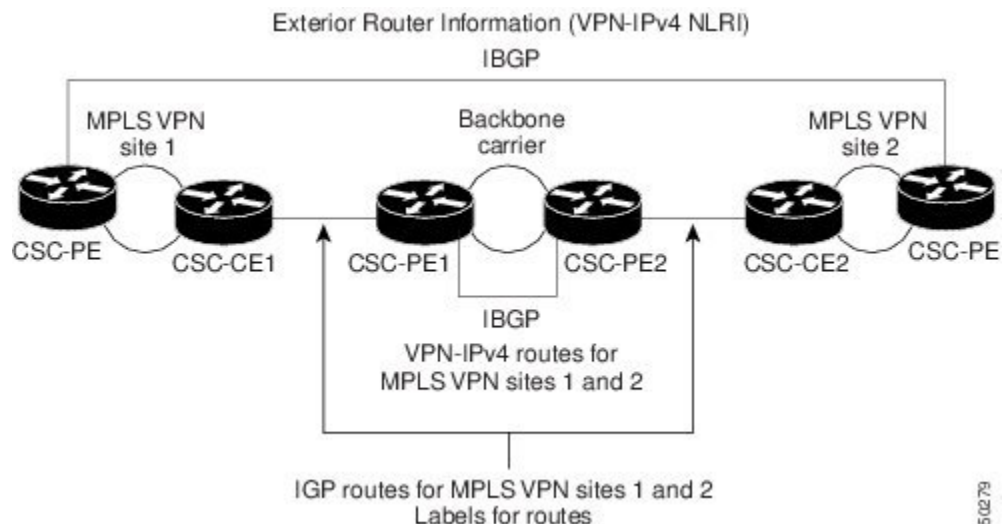 Exterior Router Information (VPN-IPv4 NLRI)
IBGP
MPLS VPN
site 1
Backbone
carrier
MPLS VPN
site 2
CSC-PE
CSC-CE1
CSC-PE1
CSC-PE2
CSC-CE2
CSC-PE
IBGP
VPN-IPv4 routes for
MPLS VPN sites 1 and 2
IGP routes for MPLS VPN sites 1 and 2
Labels for routes
50279